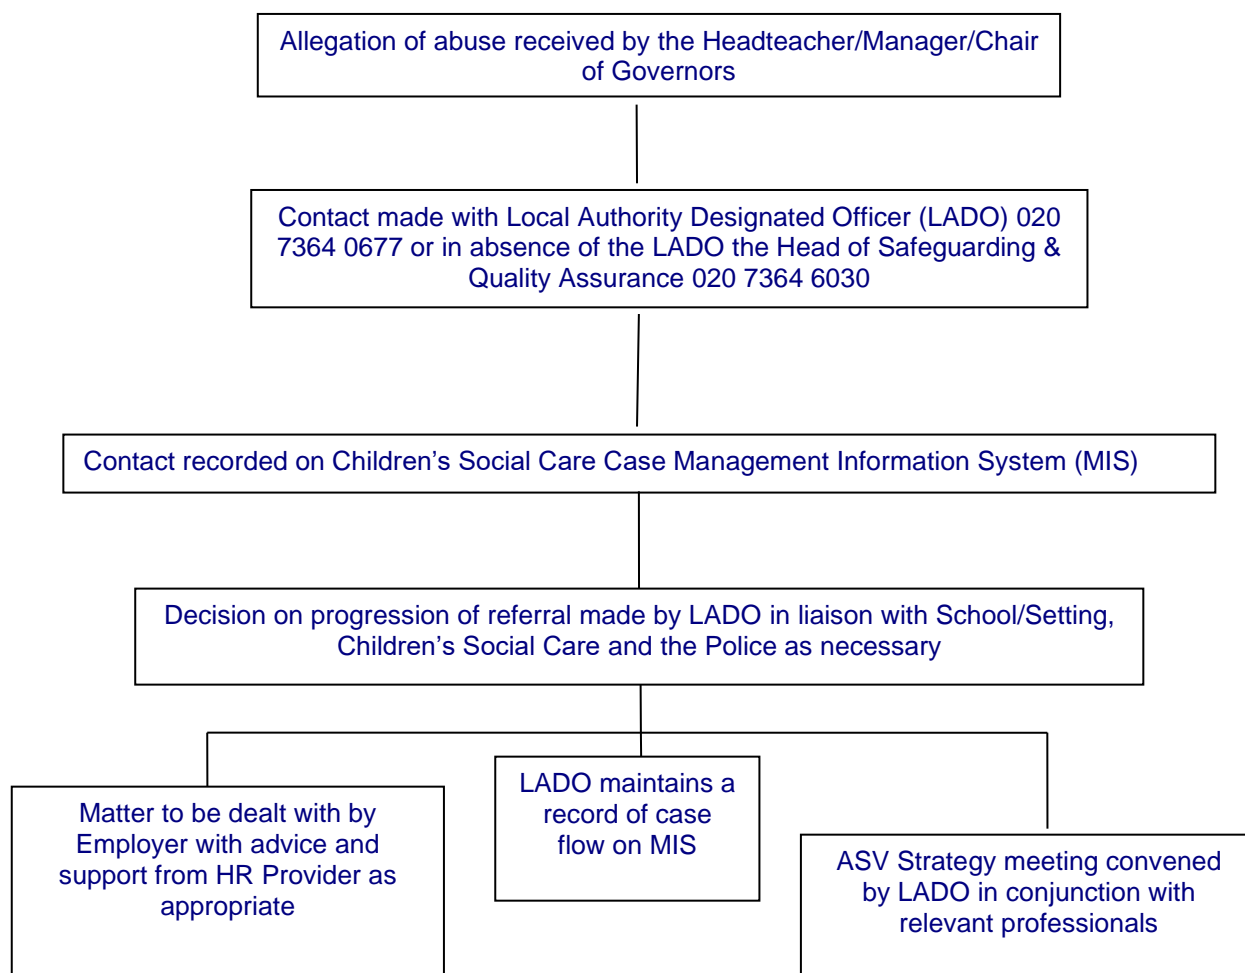 Allegation of abuse received by the Headteacher/Manager/Chair
of Governors
Contact made with Local Authority Designated Officer (LADO) 020
7364 0677 or in absence of the LADO the Head of Safeguarding &
Quality Assurance 020 7364 6030
Contact recorded on Children’s Social Care Case Management Information System (MIS)
Decision on progression of referral made by LADO in liaison with School/Setting,
Children’s Social Care and the Police as necessary
Matter to be dealt with by
Employer with advice and
support from HR Provider as
appropriate
LADO maintains a
record of case
flow on MIS
ASV Strategy meeting convened
by LADO in conjunction with
relevant professionals